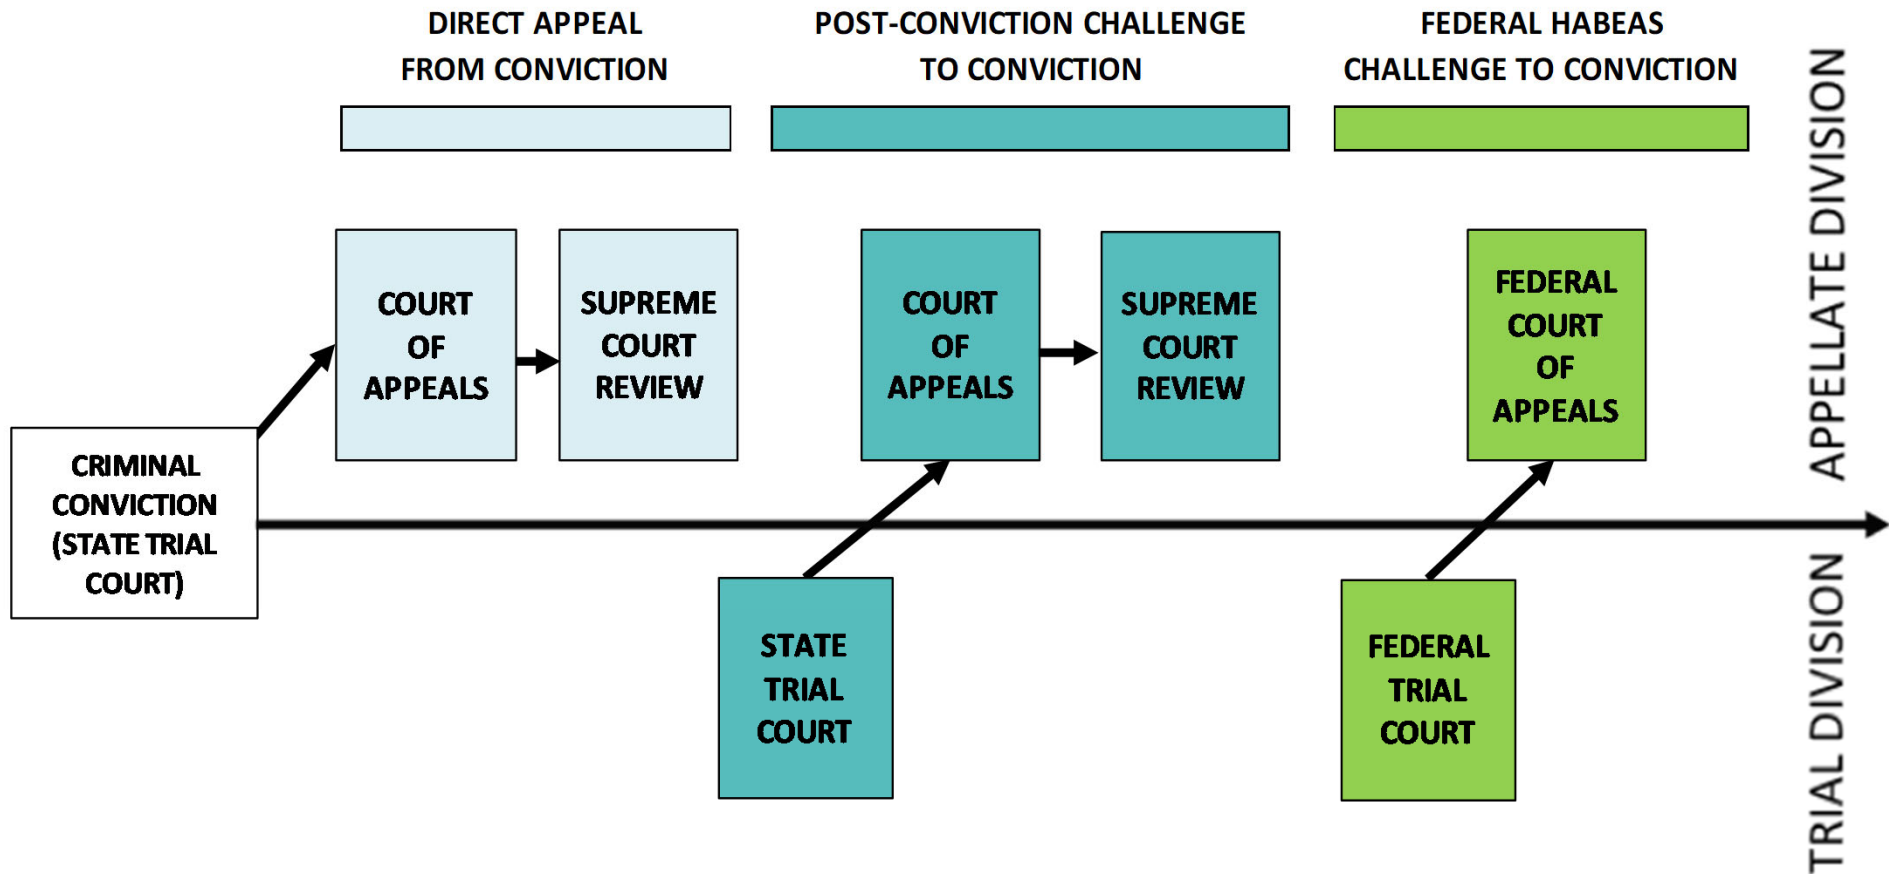 DIRECT APPEAL
FROM CONVICTION
POST-CONVICTION CHALLENGE
TO CONVICTION
FEDERAL HABEAS
CHALLENGE TO CONVICTION
APPELLATE DIVISION
COURT
OF
APPEALS
SUPREME
COURT
REVIEW
COURT
OF
APPEALS
SUPREME
COURT
REVIEW
FEDERAL
COURT
OF
APPEALS
CRIMINAL
CONVICTION
(STATE TRIAL
COURT)
STATE
TRIAL
COURT
FEDERAL
TRIAL
COURT
TRIAL DIVISION